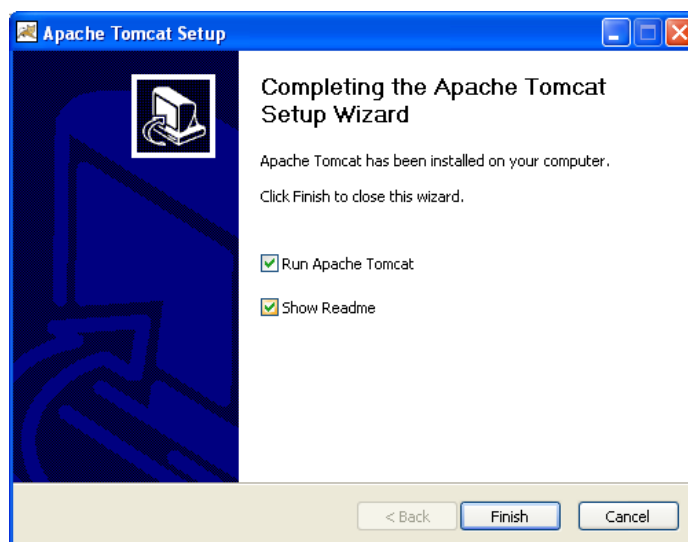 Apache Tomcat Setup
Completing the Apache Tomcat
Setup Wizard
Apache Tomcat has been installed on your computer.
Click Finish to close this wizard.
Run Apache Tomcat
Show Readme
< Back
Finish
Cancel